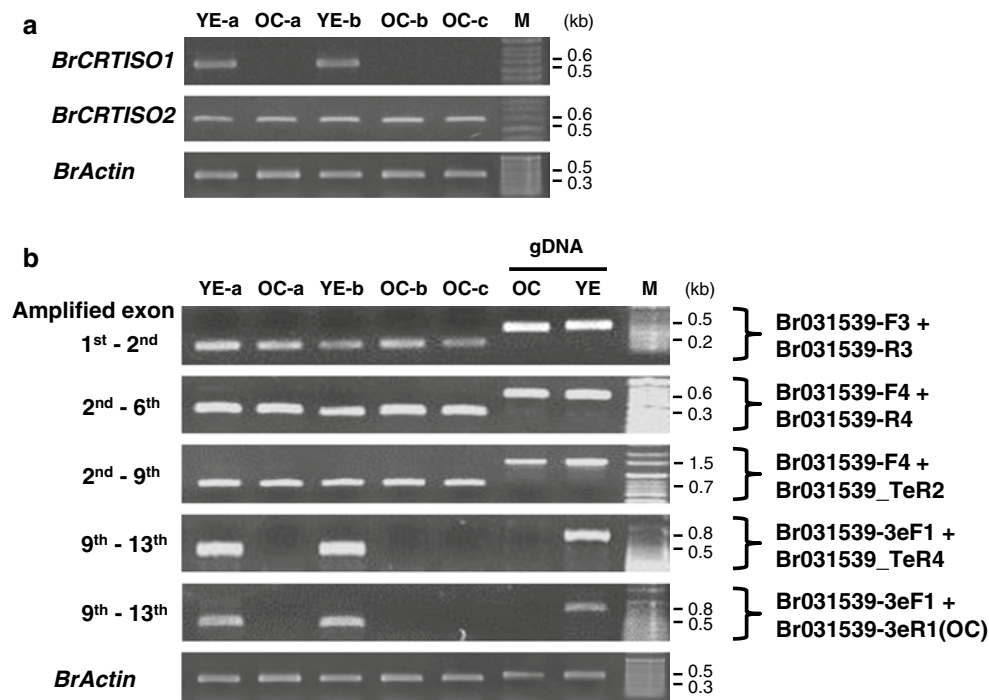 a
YE-a OC-a YE-b OC-b OC-c M (kb)
BrCRTISO1
0.6
0.5
BrCRTISO2
0.6
0.5
BrActin
0.5
0.3
b
gDNA
YE-a OC-a YE-b OC-b OC-c OC YE M (kb)
Amplified exon
1st - 2nd
0.5
0.2
Br031539-F3 +
Br031539-R3
2nd - 6th
0.6
0.3
Br031539-F4 +
Br031539-R4
2nd - 9th
1.5
0.7
Br031539-F4 +
Br031539_TeR2
9th - 13th
0.8
0.5
Br031539-3eF1 +
Br031539_TeR4
9th - 13th
0.8
0.5
Br031539-3eF1 +
Br031539-3eR1(OC)
BrActin
0.5
0.3